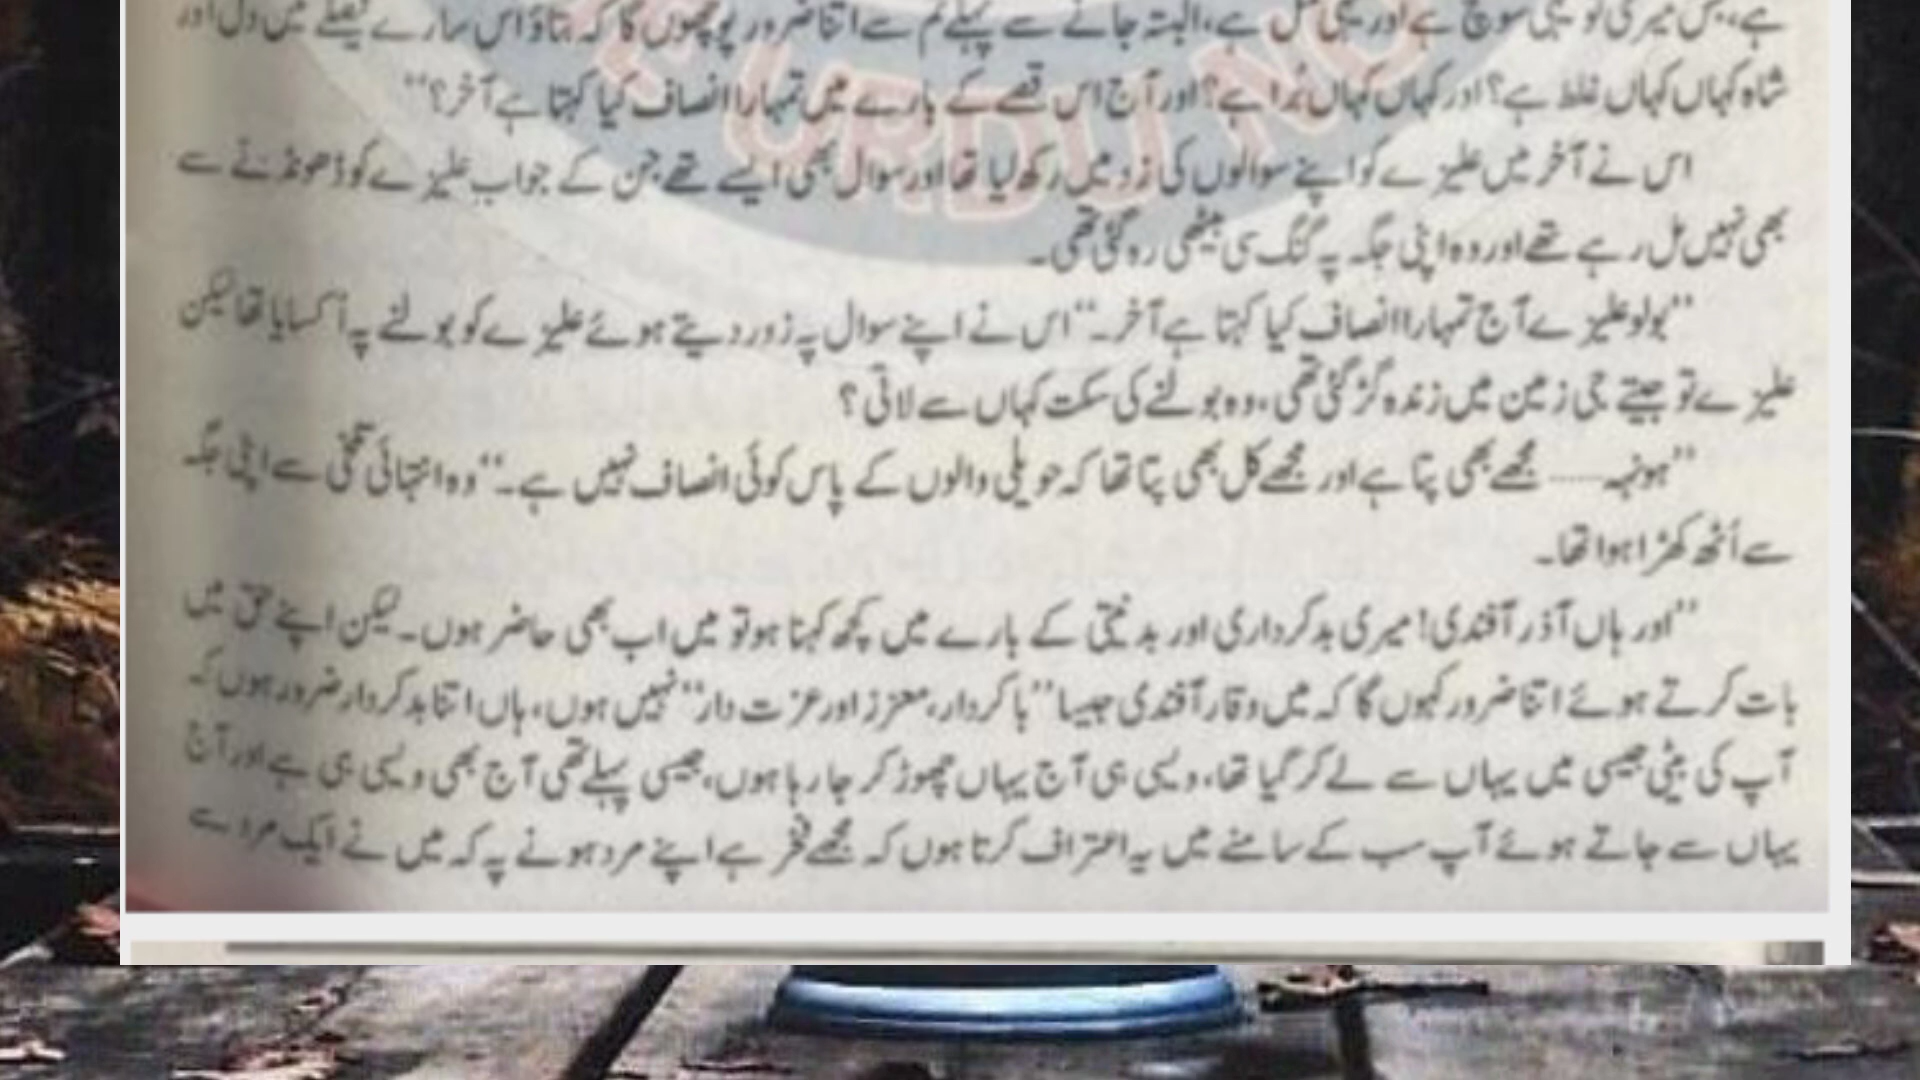 ہے، بس میری تو یہی سوچ ہے اور یہی عمل ہے، البتہ جانے سے پہلے تم سے اتنا ضرور پوچھوں گا کہ بتاؤ اس سارے فیصلے میں دل آور
شاہ کہاں کہاں غلط ہے؟ اور کہاں کہاں بُرا ہے؟ اور آج اس قصے کے بارے میں تمہارا انصاف کیا کہتا ہے آخر؟‘‘
اس نے آخر میں علیزے کو اپنے سوالوں کی زد میں رکھ لیا تھا اور سوال بھی ایسے تھے جن کے جواب علیزے کو ڈھونڈنے سے
بھی نہیں مل رہے تھے اور وہ اپنی جگہ پہ گنگ سی بیٹھی رہ گئی تھی۔
’’بولو علیزے آج تمہارا انصاف کیا کہتا ہے آخر۔‘‘ اس نے اپنے سوال پہ زور دیتے ہوئے علیزے کو بولنے پہ اُکسایا تھا لیکن
علیزے تو جیتے جی زمین میں زندہ گڑ گئی تھی، وہ بولنے کی سکت کہاں سے لاتی؟
’’ہونہہ...... مجھے بھی پتا ہے اور مجھے کل بھی پتا تھا کہ حویلی والوں کے پاس کوئی انصاف نہیں ہے۔‘‘ وہ انتہائی تلخی سے اپنی جگہ
سے اُٹھ کھڑا ہوا تھا۔
’’اور ہاں آذر آفندی! میری بدکرداری اور بدنیتی کے بارے میں کچھ کہنا ہو تو میں اب بھی حاضر ہوں۔ لیکن اپنے حق میں
بات کرتے ہوئے اتنا ضرور کہوں گا کہ میں وقار آفندی جیسا ’’باکردار، معزز اور عزت دار‘‘ نہیں ہوں، ہاں اتنا بدکردار ضرور ہوں کہ
آپ کی بیٹی جیسی میں یہاں سے لے کر گیا تھا، ویسی ہی آج یہاں چھوڑ کر جا رہا ہوں، جیسی پہلے تھی آج بھی ویسی ہی ہے اور آج
یہاں سے جاتے ہوئے آپ سب کے سامنے میں یہ اعتراف کرتا ہوں کہ مجھے فخر ہے اپنے مرد ہونے پہ کہ میں نے ایک مرد سے
URDU NO